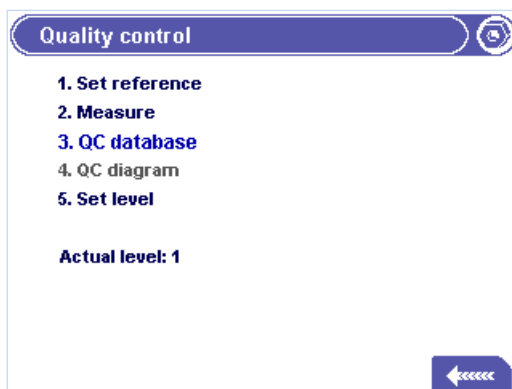 Quality control
1. Set reference
2. Measure
3. QC database
4. QC diagram
5. Set level
Actual level: 1